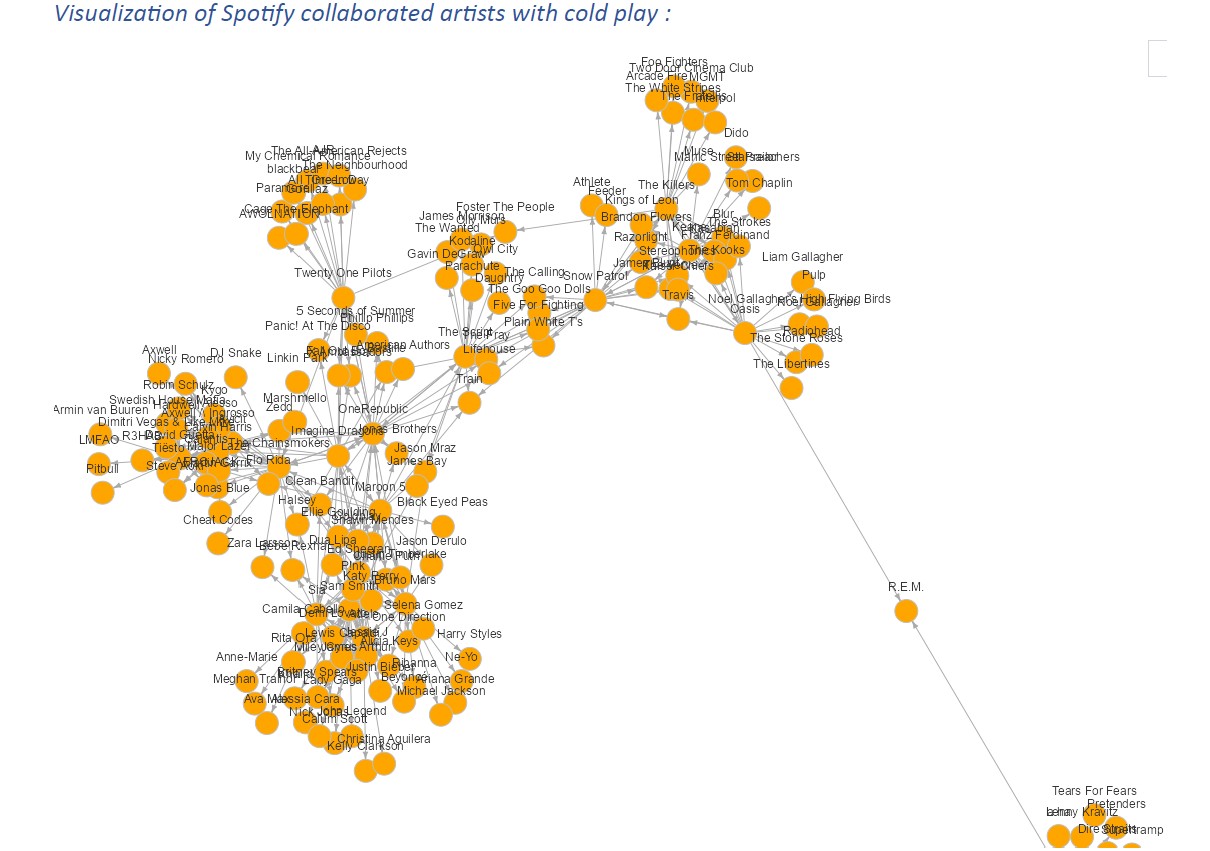 Visualization of Spotify collaborated artists with cold play :
Foo Fighters
Two Door Cinema Club
Arcade Fire
MGMT
The White Stripes
The Fratellis
Interpol
Dido
Muse
Manic Street Preachers
Starsailor
The Killers
Tom Chaplin
Athlete
Feeder
Kings of Leon
Brandon Flowers
Blur
The Strokes
Keane
Kasabian
Franz Ferdinand
Razorlight
Stereophonics
The Kooks
James Blunt
Kaiser Chiefs
Snow Patrol
Travis
Liam Gallagher
Pulp
Noel Gallagher's High Flying Birds
Noel Gallagher
Oasis
Radiohead
The Stone Roses
The Libertines
The All-American Rejects
AJR
My Chemical Romance
The Neighbourhood
blackbear
All Time Low
Green Day
Paramore
Gorillaz
Cage The Elephant
AWOLNATION
Twenty One Pilots
Foster The People
James Morrison
Olly Murs
The Wanted
Kodaline
Owl City
Gavin DeGraw
Parachute
Daughtry
The Calling
The Goo Goo Dolls
Five For Fighting
Plain White T's
The Script
The Fray
Lifehouse
Train
5 Seconds of Summer
Phillip Phillips
Panic! At The Disco
American Authors
Fall Out Boy
Bastille
X Ambassadors
Linkin Park
Axwell
Nicky Romero
DJ Snake
Robin Schulz
Kygo
Swedish House Mafia
Hardwell
Alesso
Armin van Buuren
Axwell /\ Ingrosso
Avicii
Dimitri Vegas & Like Mike
Calvin Harris
LMFAO
R3HAB
David Guetta
Galantis
Tiësto
Major Lazer
The Chainsmokers
Marshmello
Zedd
OneRepublic
Imagine Dragons
Jonas Brothers
Pitbull
Steve Aoki
AFROJACK
Martin Garrix
Flo Rida
Jason Mraz
James Bay
Jonas Blue
Clean Bandit
Maroon 5
Halsey
Black Eyed Peas
Cheat Codes
Ellie Goulding
Coldplay
Shawn Mendes
Zara Larsson
Bebe Rexha
Dua Lipa
Ed Sheeran
Jason Derulo
Justin Timberlake
Charlie Puth
P!nk
Katy Perry
Bruno Mars
Sia
Sam Smith
Camila Cabello
Demi Lovato
Adele
Selena Gomez
One Direction
Rita Ora
Lewis Capaldi
Jessie J
Alicia Keys
Harry Styles
Miley Cyrus
James Arthur
Anne-Marie
Ne-Yo
Meghan Trainor
Khalid
Britney Spears
Justin Bieber
Rihanna
Lady Gaga
Beyoncé
Ariana Grande
Michael Jackson
Ava Max
Alessia Cara
Nick Jonas
John Legend
Calum Scott
Christina Aguilera
Kelly Clarkson
R.E.M.
Tears For Fears
Pretenders
Lenny Kravitz
a-ha
Dire Straits
Supertramp